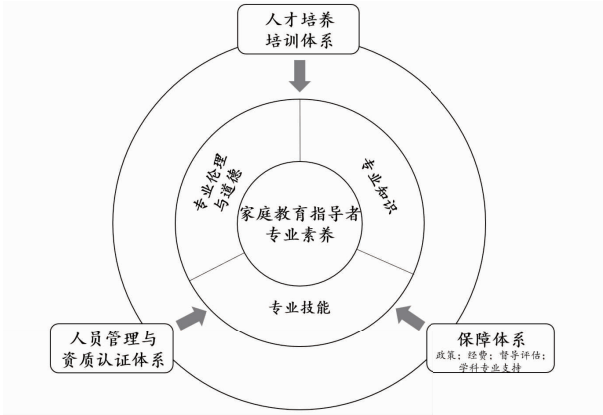 人才培养
培训体系
专业伦理
与道德
专业知识
家庭教育指导者
专业素养
专业技能
人员管理与
资质认证体系
保障体系
政策；经费；督导评估；
学科专业支持